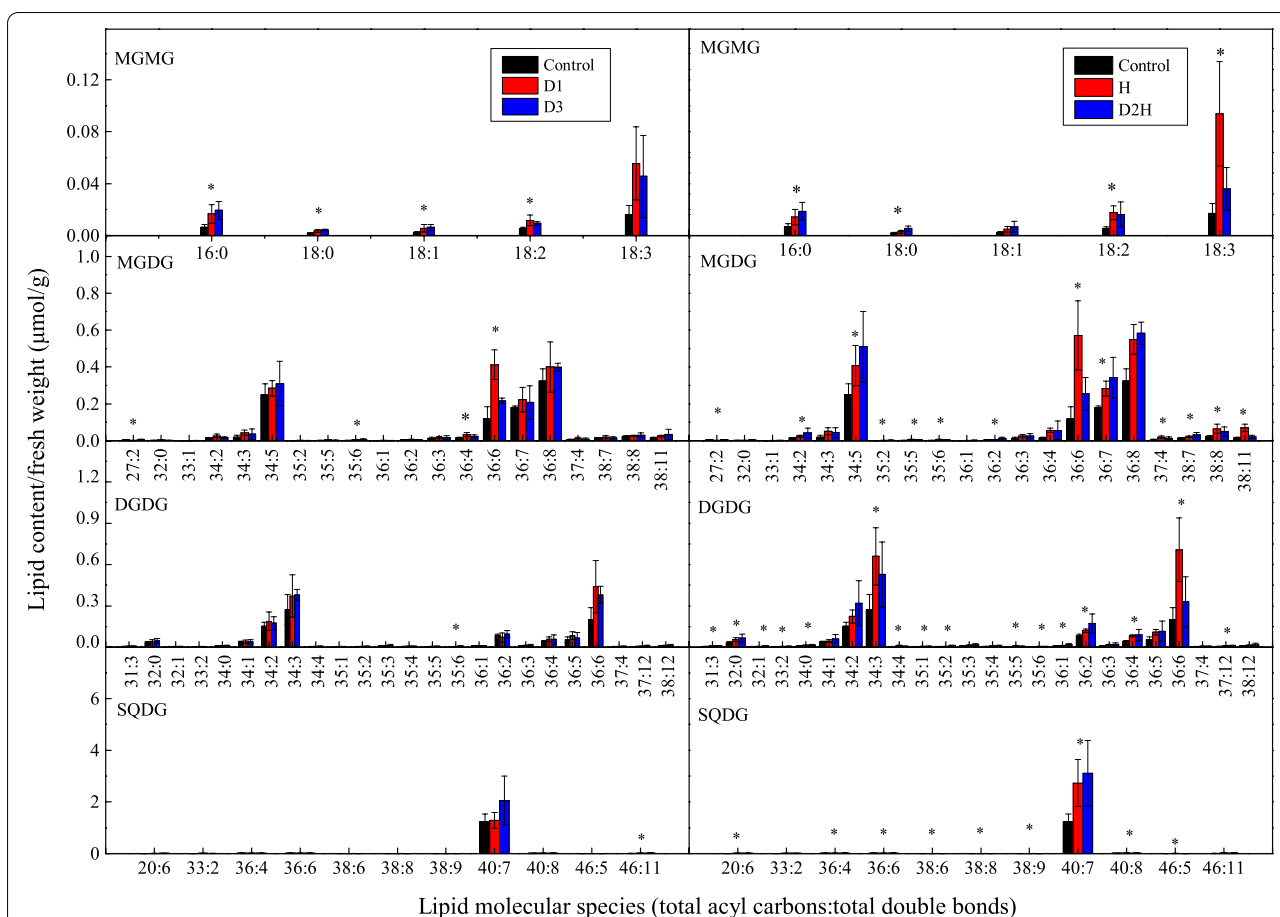 MGMG
Control
D1
D3
0.12
0.08
0.04
0.00
16:0 18:0 18:1 18:2 18:3
MGMG
Control
H
D2H
16:0 18:0 18:1 18:2 18:3
* * * *
* * * *
Lipid content/fresh weight (μmol/g)
MGDG
1.0
0.8
0.6
0.4
0.2
0.0
* * * *
27:2 32:0 33:1 34:2 34:3 34:5 35:2 35:5 35:6 36:1 36:2 36:3 36:4 36:6 36:7 36:8 37:4 38:7 38:8 38:11
MGDG
* * * * * * * * * * * * *
27:2 32:0 33:1 34:2 34:3 34:5 35:2 35:5 35:6 36:1 36:2 36:3 36:4 36:6 36:7 36:8 37:4 38:7 38:8 38:11
DGDG
1.2
0.9
0.6
0.3
0.0
*
31:3 32:0 32:1 33:2 34:0 34:1 34:2 34:3 34:4 35:1 35:2 35:3 35:4 35:5 35:6 36:1 36:2 36:3 36:4 36:5 36:6 37:4 37:12 38:12
DGDG
* * * * * * * * * * * * * * * *
31:3 32:0 32:1 33:2 34:0 34:1 34:2 34:3 34:4 35:1 35:2 35:3 35:4 35:5 35:6 36:1 36:2 36:3 36:4 36:5 36:6 37:4 37:12 38:12
SQDG
6
4
2
0
*
20:6 33:2 36:4 36:6 38:6 38:8 38:9 40:7 40:8 46:5 46:11
SQDG
* * * * * * * * *
20:6 33:2 36:4 36:6 38:6 38:8 38:9 40:7 40:8 46:5 46:11
Lipid molecular species (total acyl carbons:total double bonds)